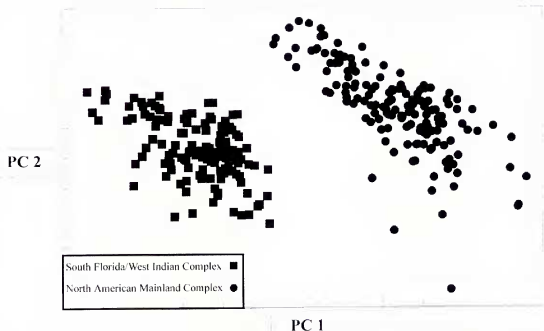 PC 2
South Florida/West Indian Complex
North American Mainland Complex
PC 1